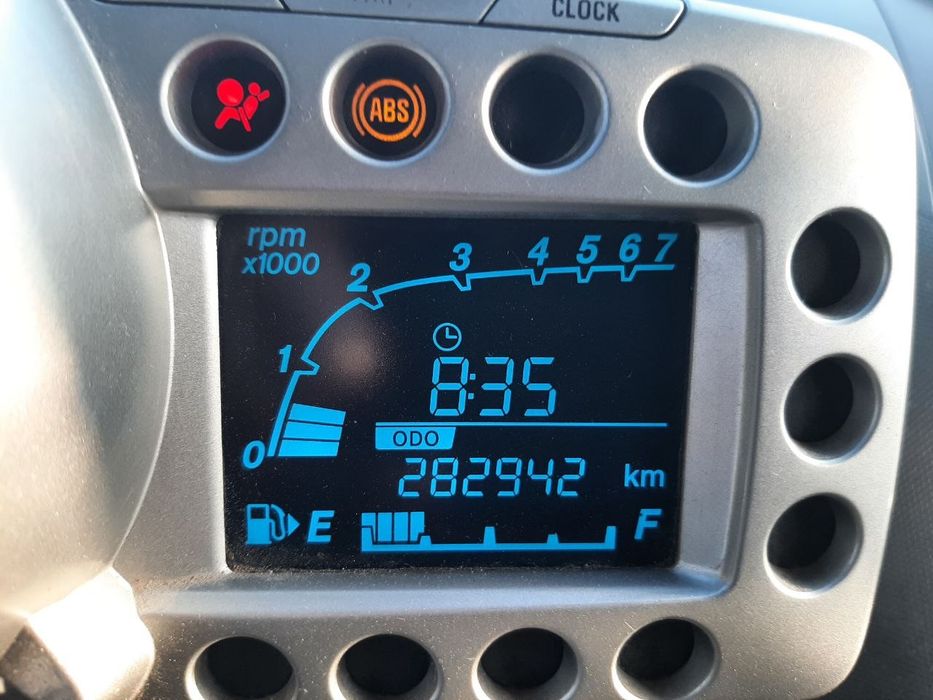 CLOCK
ABS
rpm
x1000
0 1 2 3 4 5 6 7
8:35
ODO
282942 km
E F